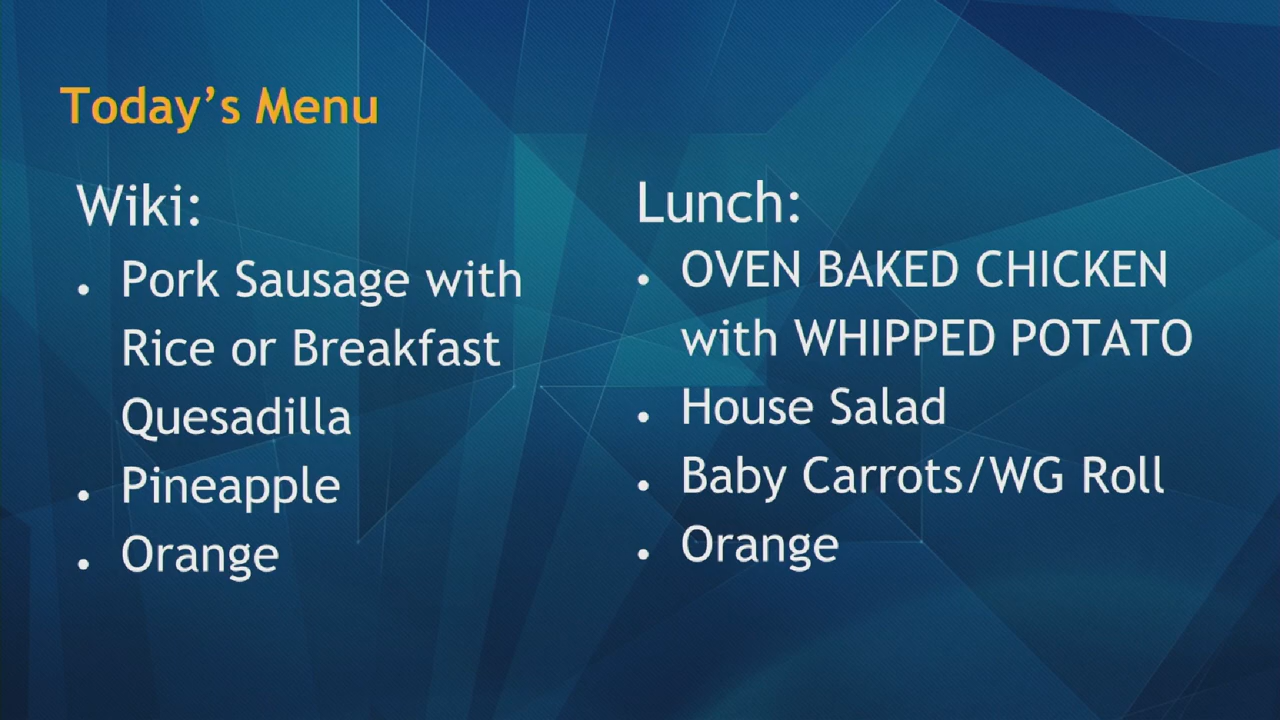 Today's Menu
Wiki:
• Pork Sausage with
Rice or Breakfast
Quesadilla
• Pineapple
• Orange
Lunch:
• OVEN BAKED CHICKEN
with WHIPPED POTATO
• House Salad
• Baby Carrots/WG Roll
• Orange